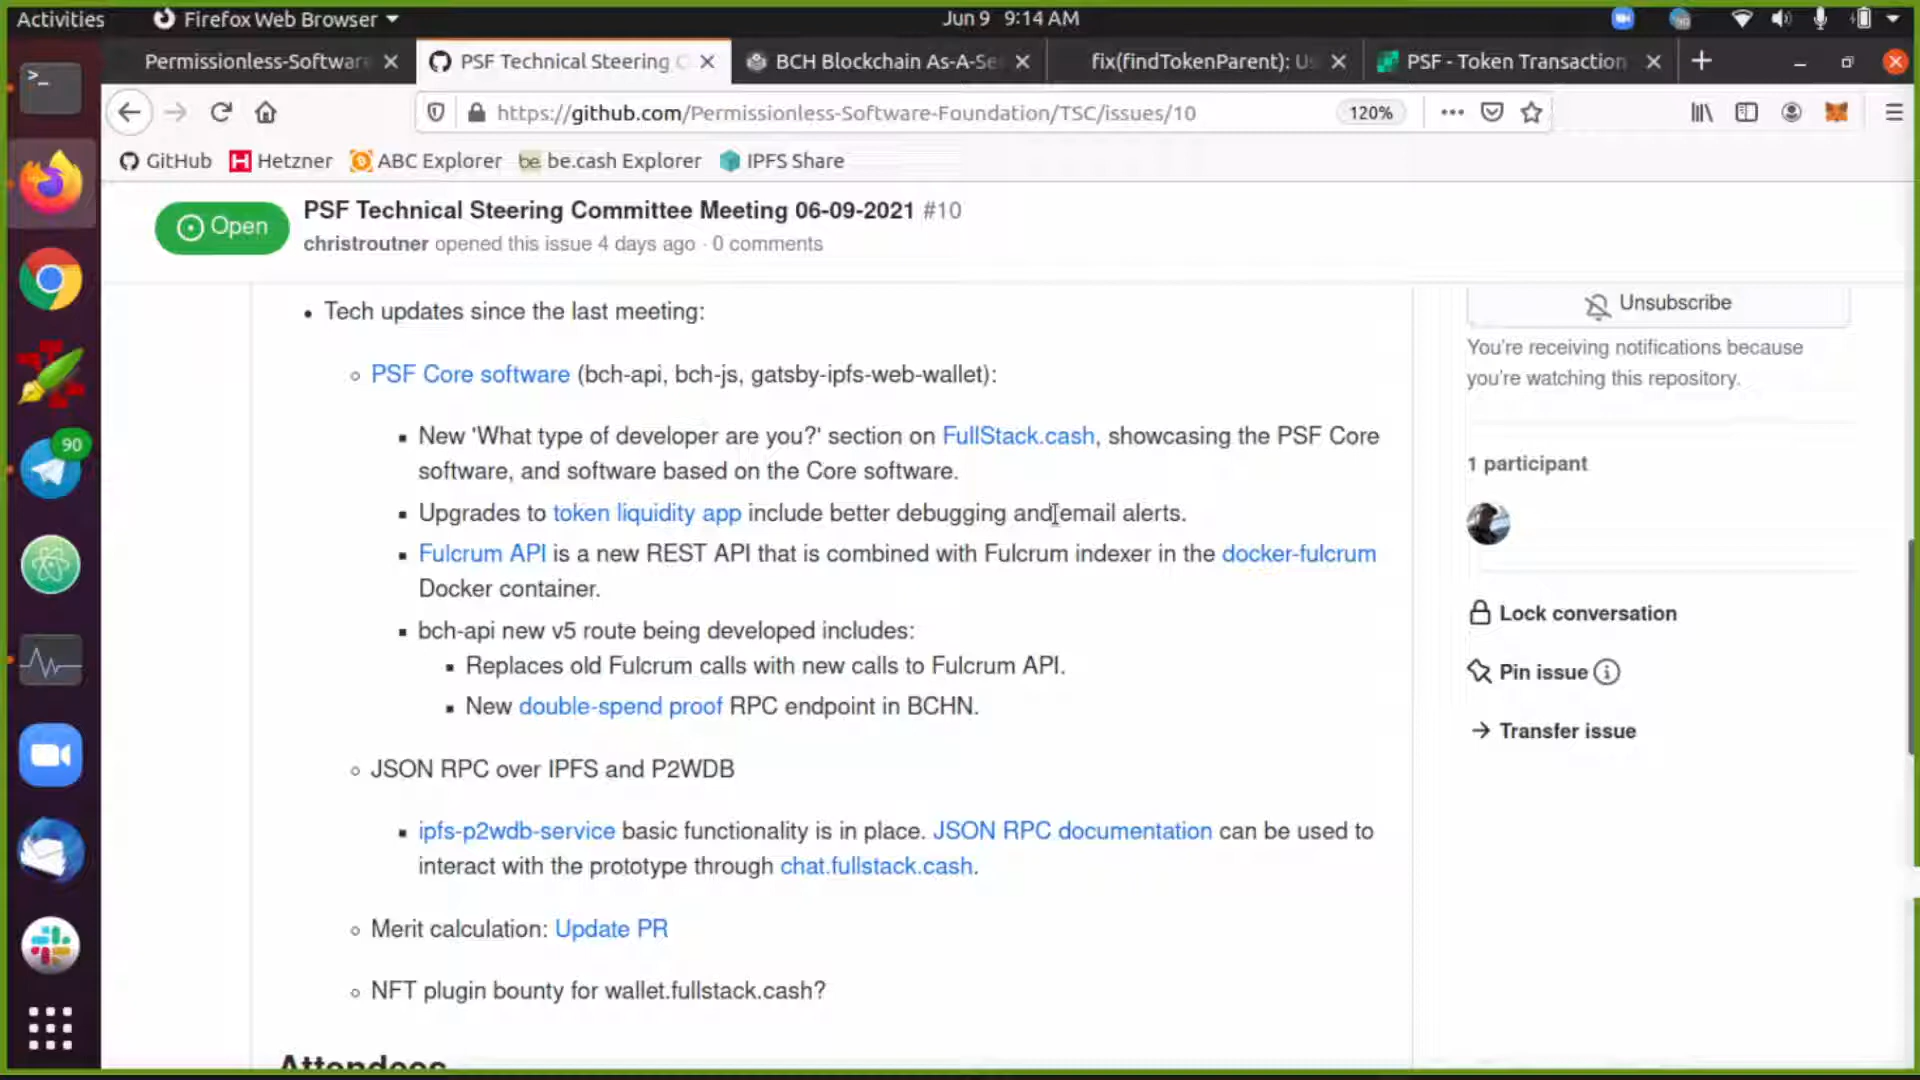 Activities
Firefox Web Browser
Jun 9 9:14 AM
Permissionless-Softwar
PSF Technical Steering C
BCH Blockchain As-A-Se
fix(findTokenParent): Us
PSF - Token Transaction
https://github.com/Permissionless-Software-Foundation/TSC/issues/10
120%
GitHub
Hetzner
ABC Explorer
be.cash Explorer
IPFS Share
Open
PSF Technical Steering Committee Meeting 06-09-2021 #10
christroutner opened this issue 4 days ago · 0 comments
Tech updates since the last meeting:
PSF Core software (bch-api, bch-js, gatsby-ipfs-web-wallet):
New 'What type of developer are you?' section on FullStack.cash, showcasing the PSF Core
software, and software based on the Core software.
Upgrades to token liquidity app include better debugging and email alerts.
Fulcrum API is a new REST API that is combined with Fulcrum indexer in the docker-fulcrum
Docker container.
bch-api new v5 route being developed includes:
Replaces old Fulcrum calls with new calls to Fulcrum API.
New double-spend proof RPC endpoint in BCHN.
JSON RPC over IPFS and P2WDB
ipfs-p2wdb-service basic functionality is in place. JSON RPC documentation can be used to
interact with the prototype through chat.fullstack.cash.
Merit calculation: Update PR
NFT plugin bounty for wallet.fullstack.cash?
Attendees
Unsubscribe
You're receiving notifications because
you're watching this repository.
1 participant
Lock conversation
Pin issue
Transfer issue
90